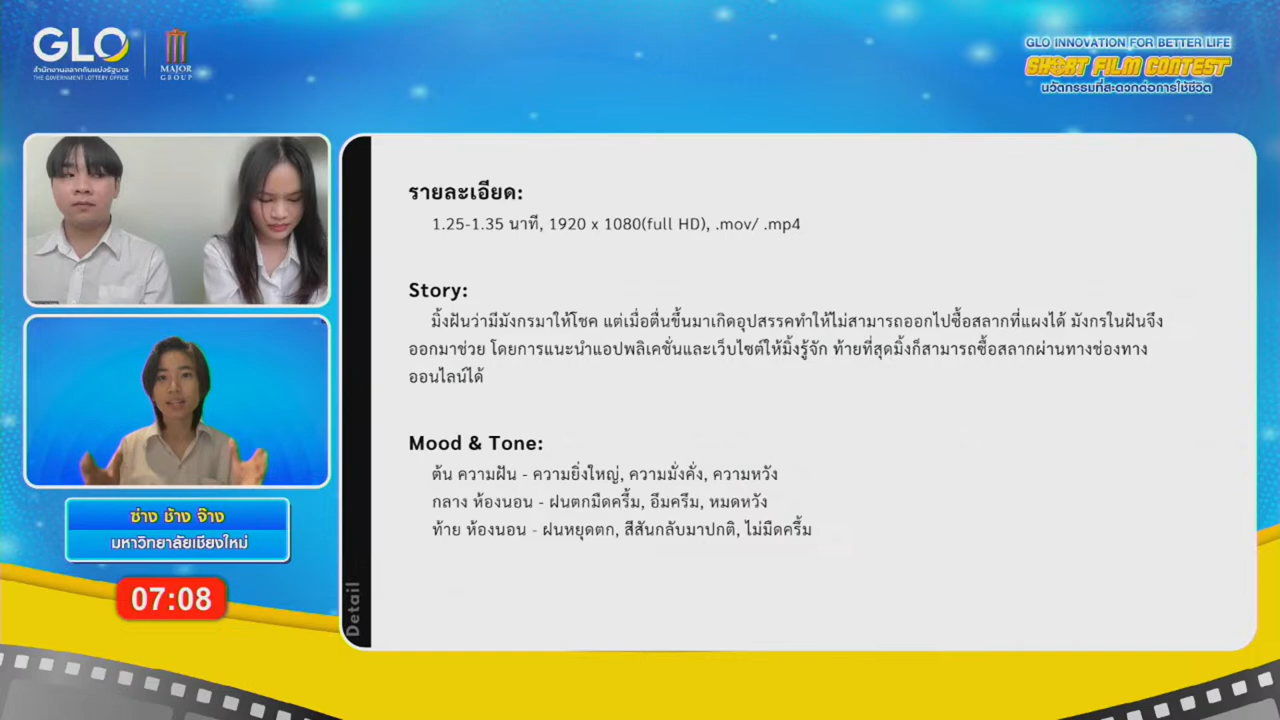 GLO
สำนักงานสลากกินแบ่งรัฐบาล
THE GOVERNMENT LOTTERY OFFICE
MAJOR
GROUP
GLO INNOVATION FOR BETTER LIFE
SHORT FILM CONTEST
นวัตกรรมที่สะดวกต่อการใช้ชีวิต
รายละเอียด:
1.25-1.35 นาที, 1920 x 1080(full HD), .mov/ .mp4
Story:
มิ้งฝันว่ามีมังกรมาให้โชค แต่เมื่อตื่นขึ้นมาเกิดอุปสรรคทำให้ไม่สามารถออกไปซื้อสลากที่แผงได้ มังกรในฝันจึง
ออกมาช่วย โดยการแนะนำแอปพลิเคชั่นและเว็บไซต์ให้มิ้งรู้จัก ท้ายที่สุดมิ้งก็สามารถซื้อสลากผ่านทางช่องทาง
ออนไลน์ได้
Mood & Tone:
ต้น ความฝัน - ความยิ่งใหญ่, ความมั่งคั่ง, ความหวัง
กลาง ห้องนอน - ฝนตกมืดครึ้ม, อึมครึม, หมดหวัง
ท้าย ห้องนอน - ฝนหยุดตก, สีสันกลับมาปกติ, ไม่มืดครึ้ม
Detail
ซ่าง ช้าง จ๊าง
มหาวิทยาลัยเชียงใหม่
07:08